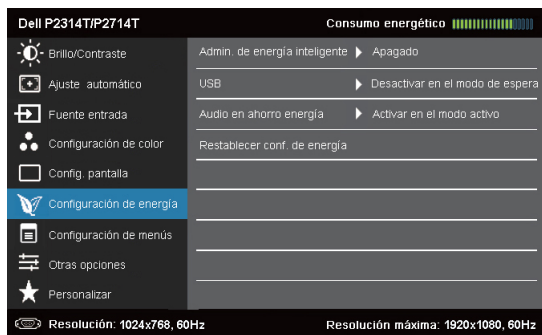 Dell P2314T/P2714T
Consumo energético
Brillo/Contraste
Admin. de energía inteligente
Apagado
Ajuste automático
USB
Desactivar en el modo de espera
Fuente entrada
Audio en ahorro energía
Activar en el modo activo
Configuración de color
Restablecer conf. de energía
Config. pantalla
Configuración de energía
Configuración de menús
Otras opciones
Personalizar
Resolución: 1024x768, 60Hz
Resolución máxima: 1920x1080, 60Hz